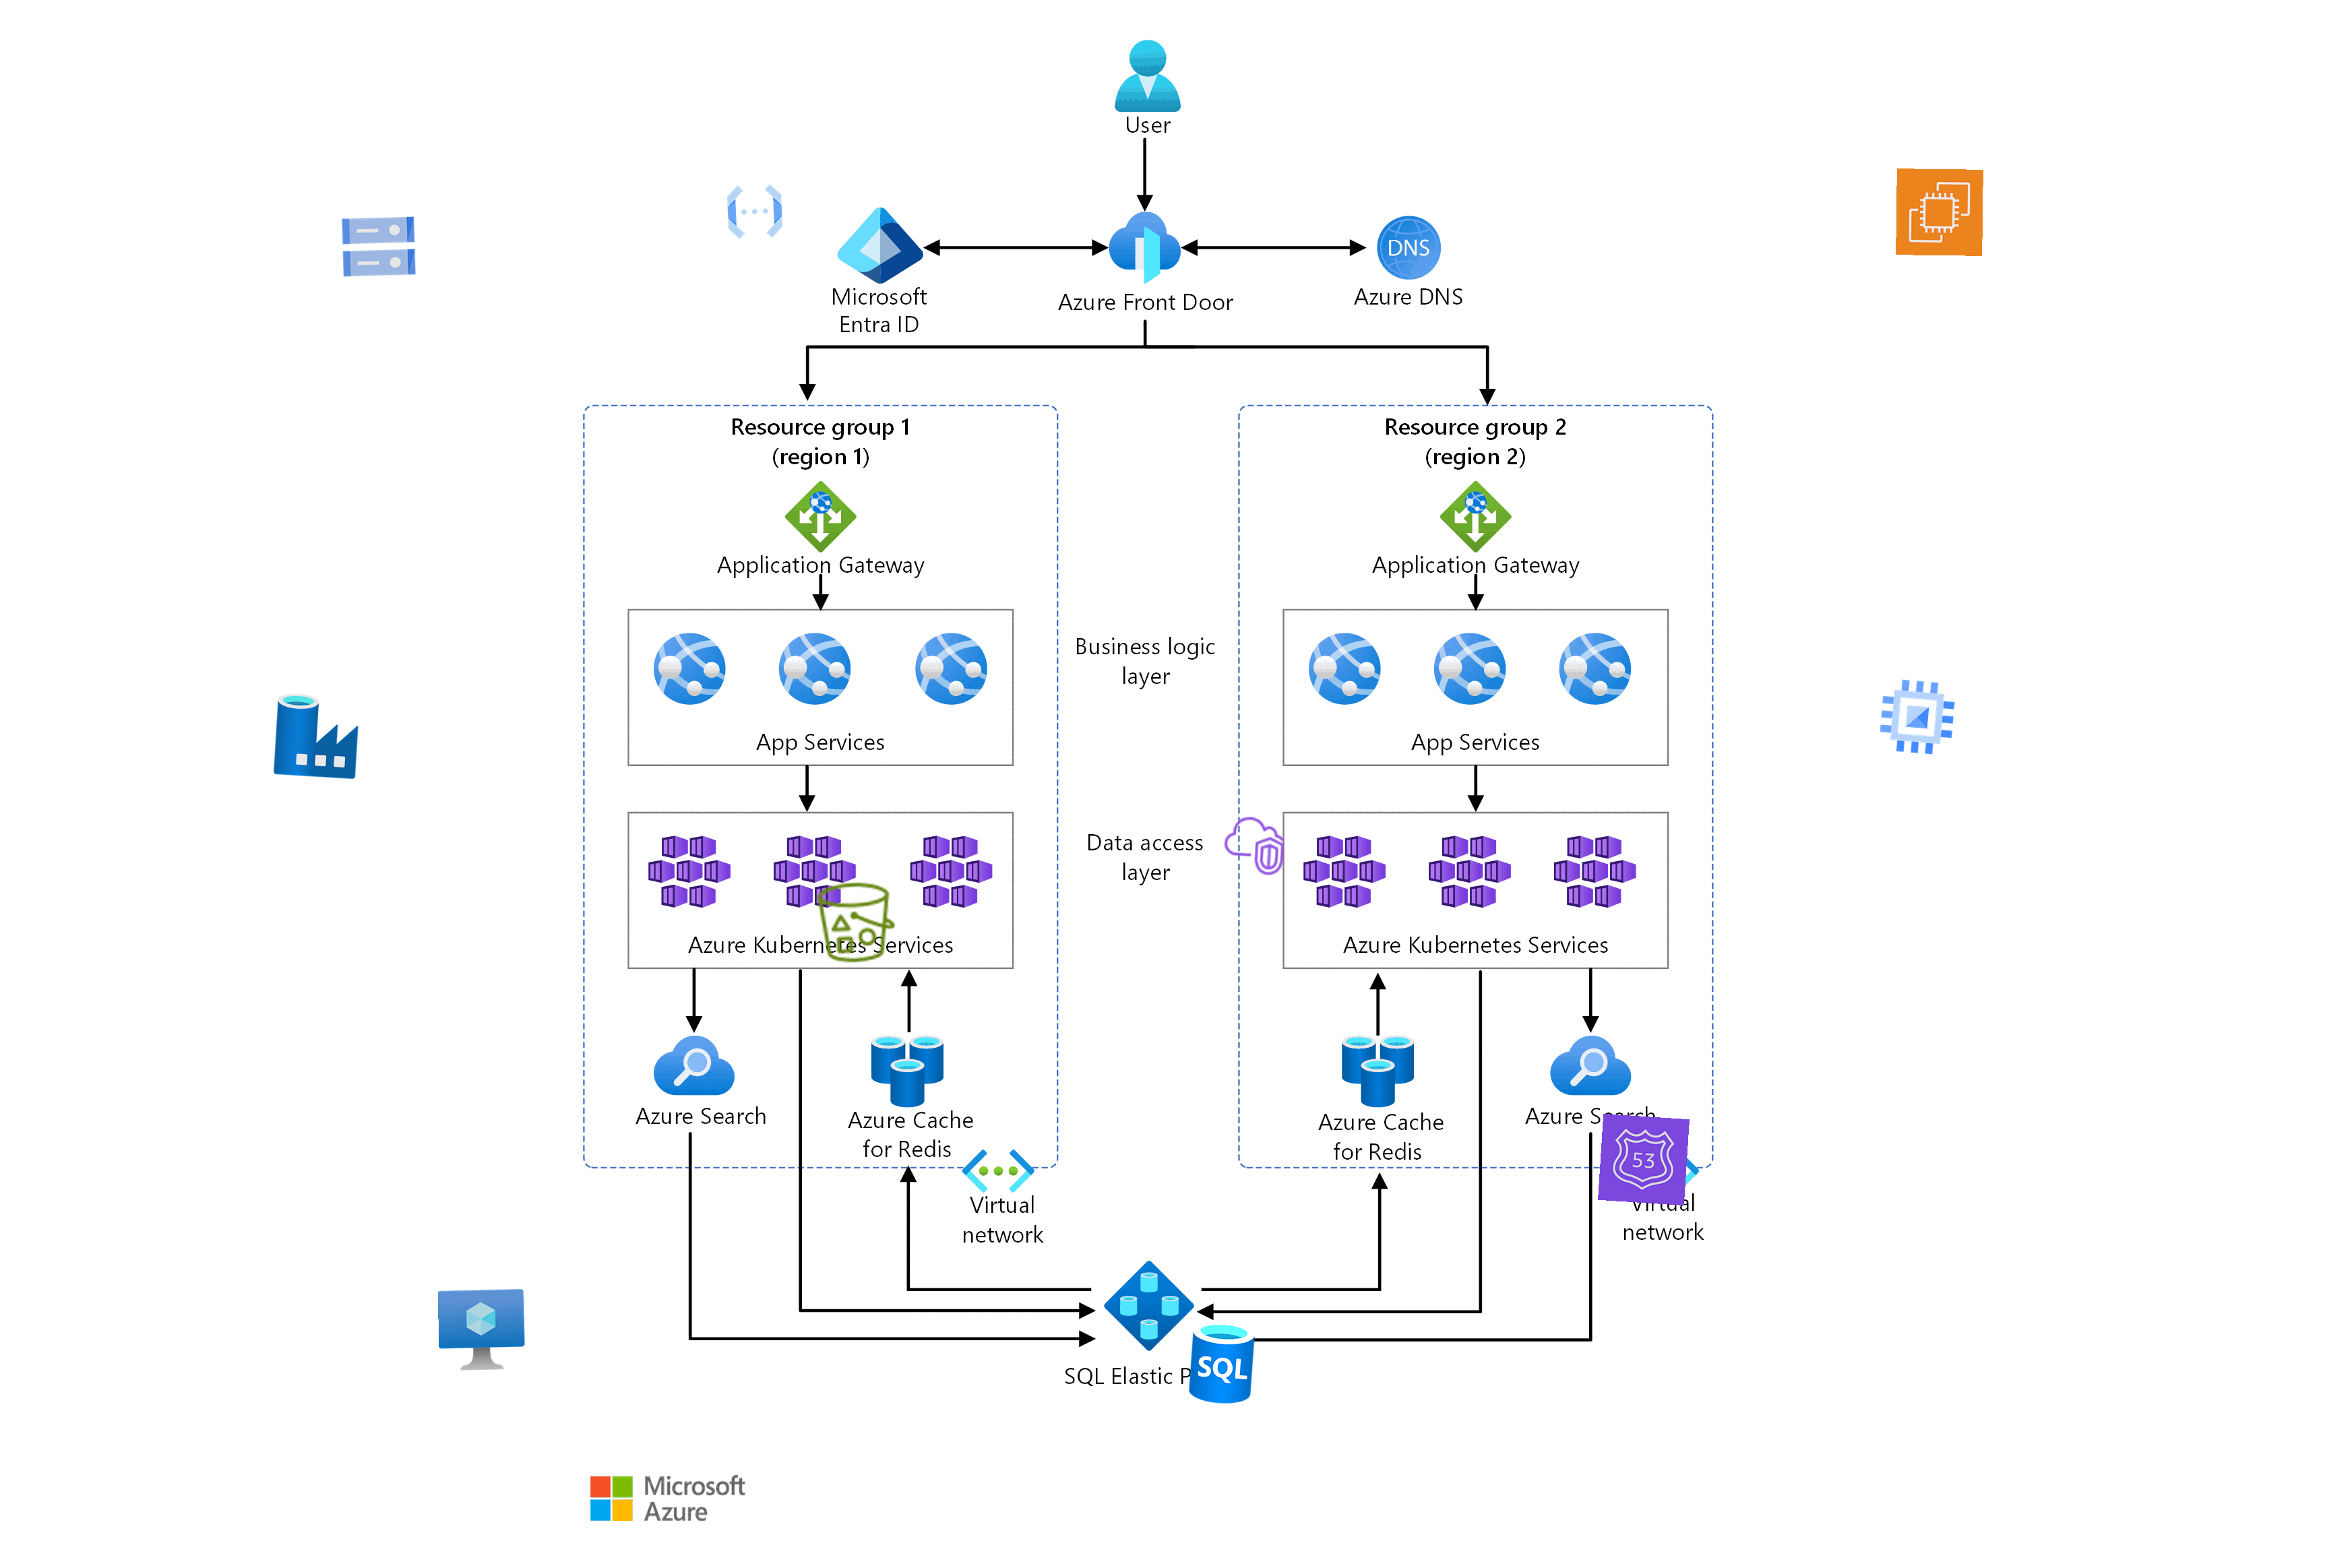 User
DNS
Microsoft
Entra ID
Azure Front Door
Azure DNS
Resource group 1
(region 1)
Resource group 2
(region 2)
Application Gateway
Application Gateway
Business logic
layer
App Services
App Services
Data access
layer
Azure Kubernetes Services
Azure Kubernetes Services
Azure Search
Azure Cache
for Redis
Azure Cache
for Redis
Azure Search
53
Virtual
network
Virtual
network
SQL Elastic
SQL
Microsoft
Azure